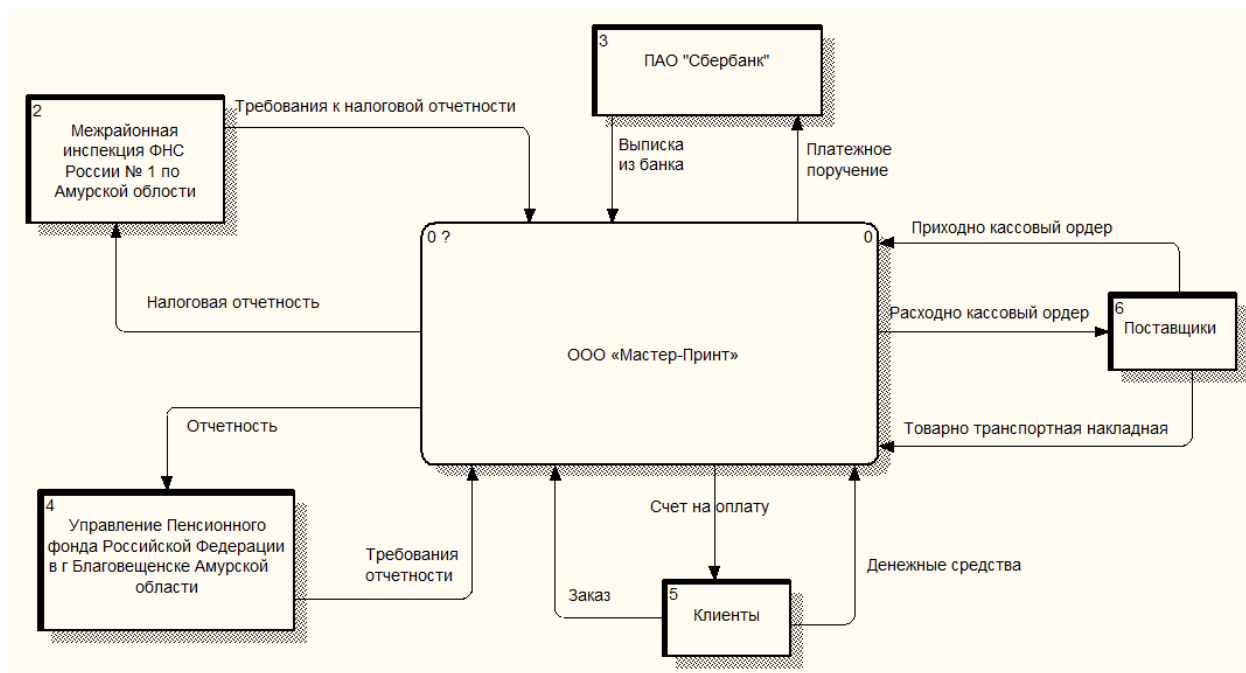 3
ПАО "Сбербанк"
2
Межрайонная
инспекция ФНС
России № 1 по
Амурской облости
Требования к налоговой отчетности
Выписка
из банка
Платежное
поручение
0 ?
0
ООО «Мастер-Принт»
Приходно кассовый ордер
Налоговая отчетность
Расходно кассовый ордер
6
Поставщики
Отчетность
Товарно транспортная накладная
4
Управление Пенсионного
фонда Российской Федерации
в г Благовещенске Амурской
области
Требования
отчетности
Счет на оплату
Денежные средства
Заказ
5
Клиенты